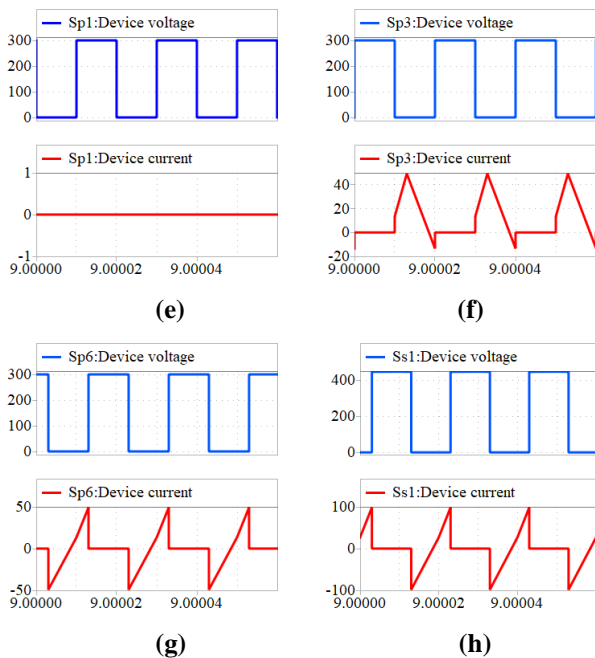 Sp1:Device voltage
300
200
100
0
Sp1:Device current
1
0
-1
9.00000 9.00002 9.00004
(e)
Sp3:Device voltage
300
200
100
0
Sp3:Device current
40
20
0
-20
9.00000 9.00002 9.00004
(f)
Sp6:Device voltage
300
200
100
0
Sp6:Device current
50
0
-50
9.00000 9.00002 9.00004
(g)
Ss1:Device voltage
400
200
0
Ss1:Device current
100
0
-100
9.00000 9.00002 9.00004
(h)